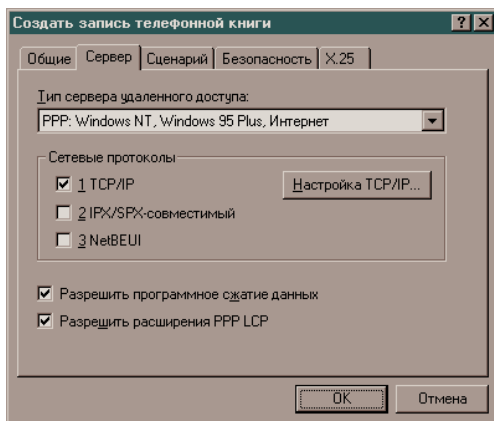 Создать запись телефонной книги
Общие Сервер Сценарий Безопасность X.25
Тип сервера удаленного доступа:
PPP: Windows NT, Windows 95 Plus, Интернет
Сетевые протоколы
1 TCP/IP Настройка TCP/IP...
2 IPX/SPX-совместимый
3 NetBEUI
Разрешить программное сжатие данных
Разрешить расширения PPP LCP
OK Отмена